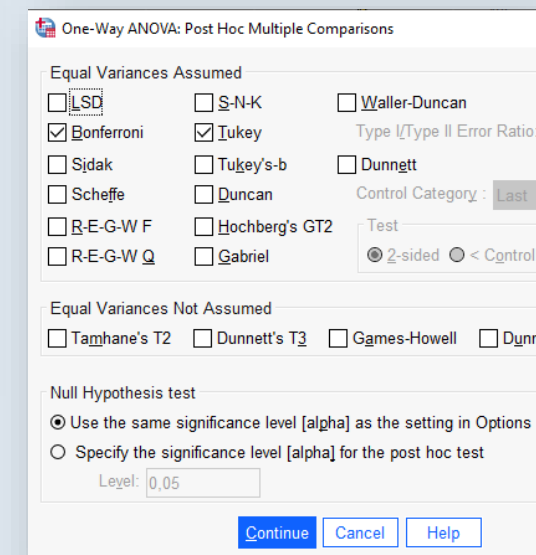 One-Way ANOVA: Post Hoc Multiple Comparisons
Equal Variances Assumed
LSD S-N-K Waller-Duncan
Bonferroni Tukey Type I/Type II Error Ratio:
Sidak Tukey's-b Dunnett
Scheffe Duncan Control Category : Last
R-E-G-W F Hochberg's GT2 Test
R-E-G-W Q Gabriel 2-sided < Control
Equal Variances Not Assumed
Tamhane's T2 Dunnett's T3 Games-Howell
Null Hypothesis test
Use the same significance level [alpha] as the setting in Options
Specify the significance level [alpha] for the post hoc test
Level: 0,05
Continue Cancel Help